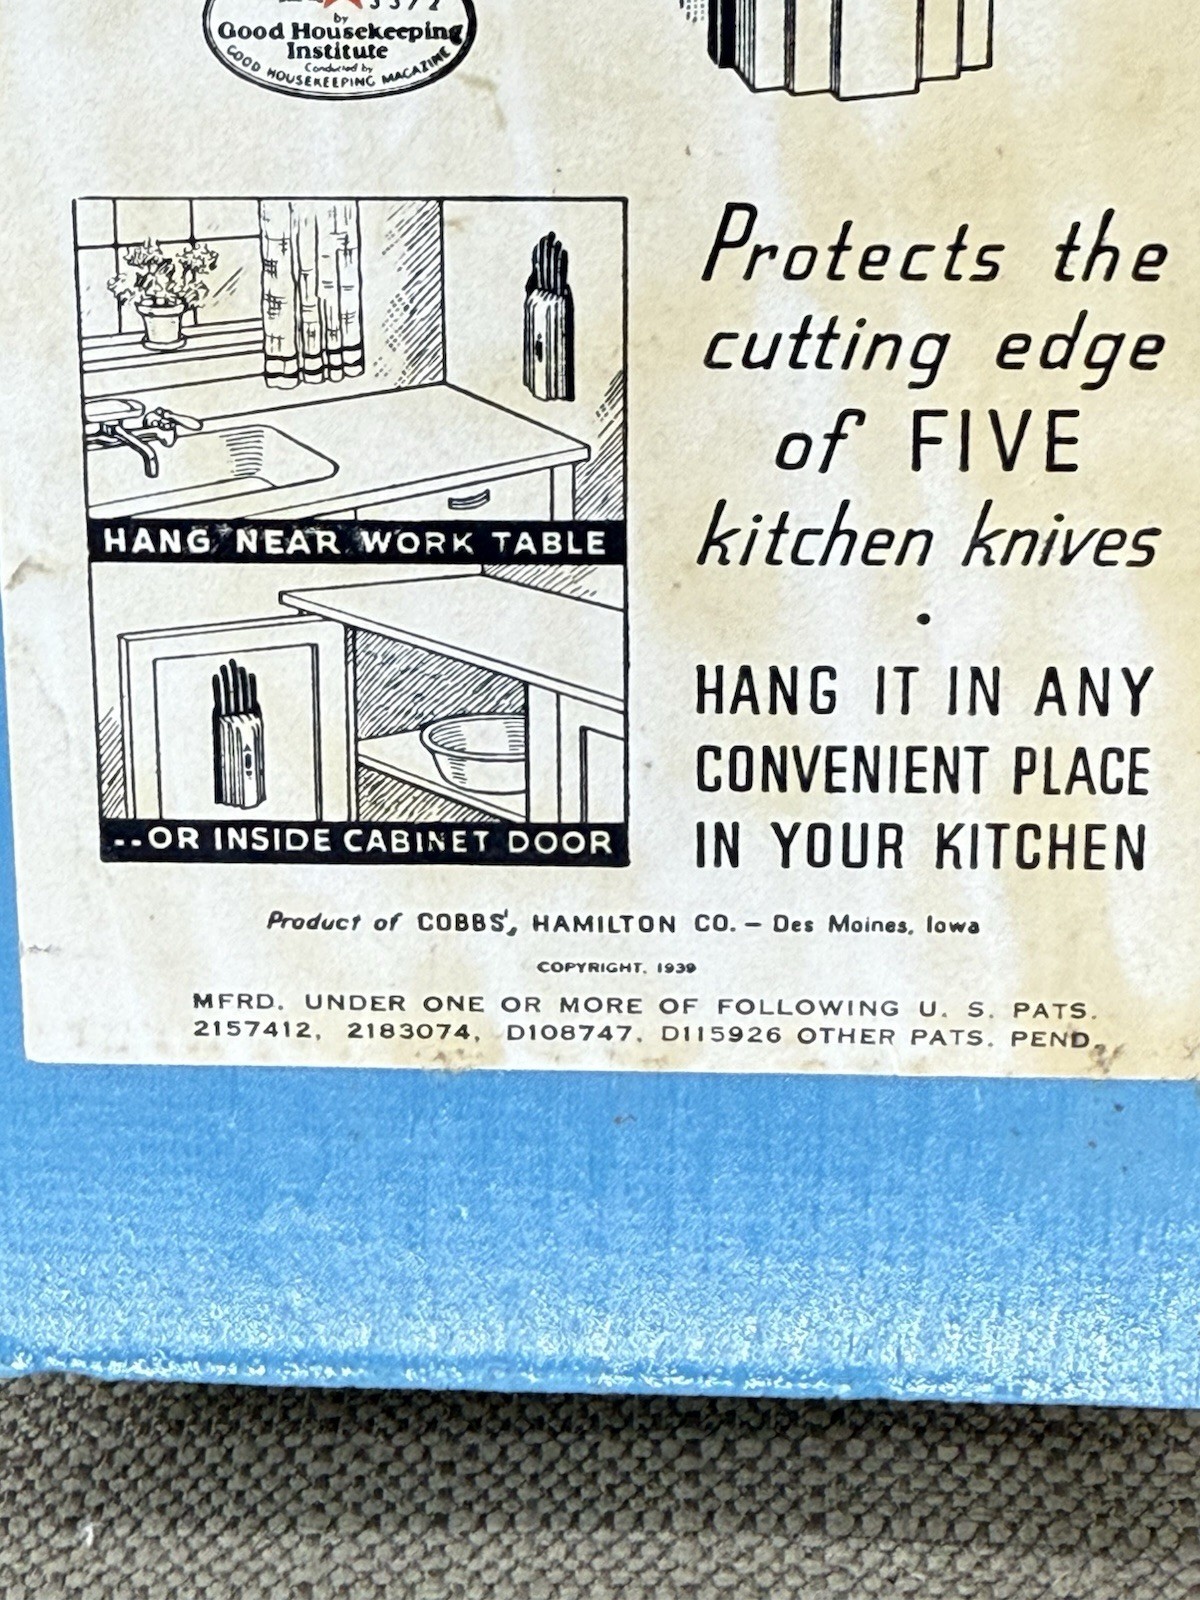 by
Good Housekeeping
Institute
Conducted by
GOOD HOUSEKEEPING MAGAZINE
Protects the
cutting edge
of FIVE
kitchen knives
•
HANG NEAR WORK TABLE
--OR INSIDE CABINET DOOR
HANG IT IN ANY
CONVENIENT PLACE
IN YOUR KITCHEN
Product of COBBS', HAMILTON CO. – Des Moines, Iowa
COPYRIGHT, 1939
MFRD. UNDER ONE OR MORE OF FOLLOWING U. S. PATS.
2157412, 2183074, D108747, D115926 OTHER PATS. PEND.